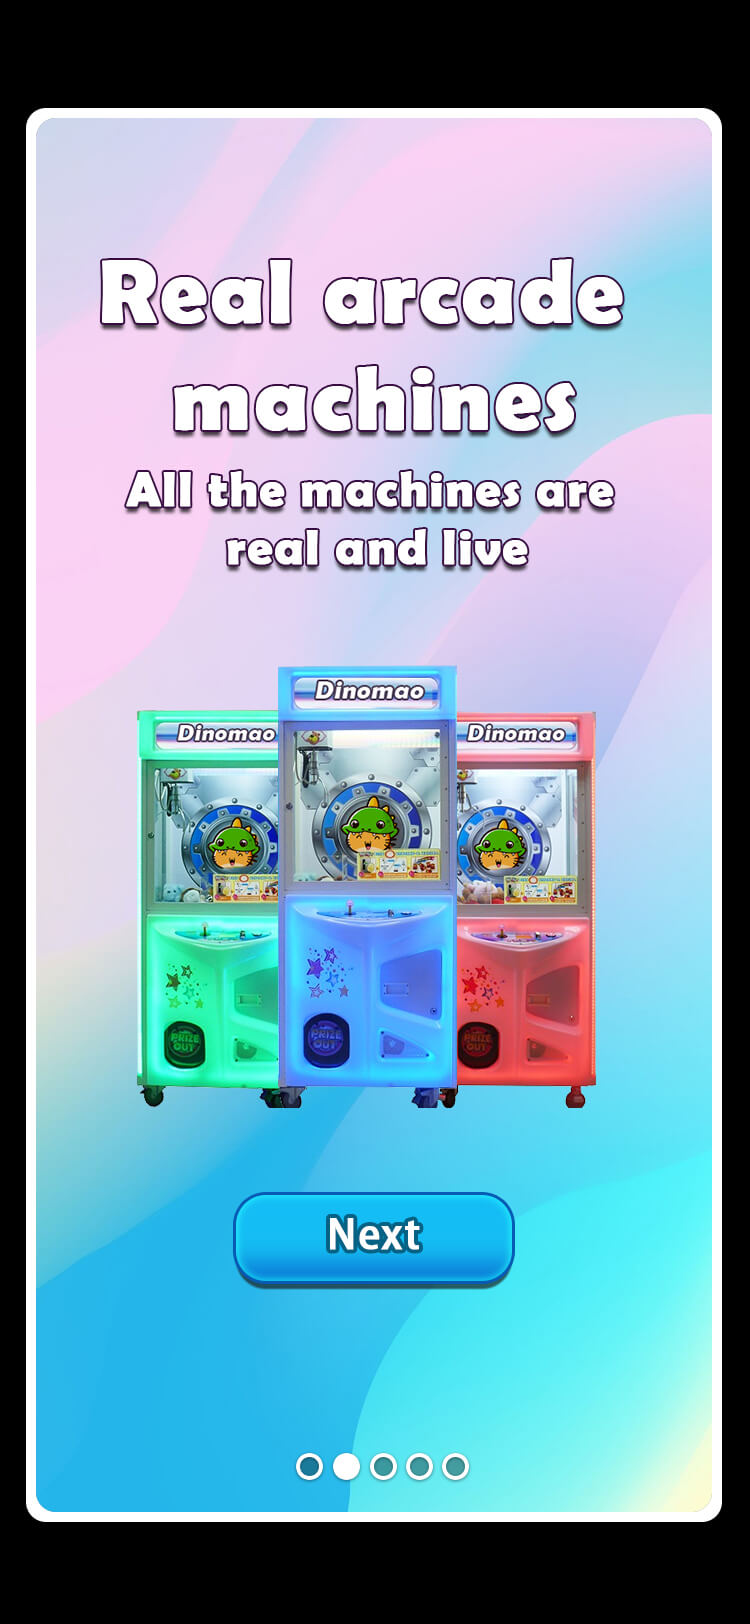 Real arcade
machines
All the machines are
real and live
Dinomao
Dinomao
Dinomao
PRIZE
OUT
PRIZE
OUT
PRIZE
OUT
Next